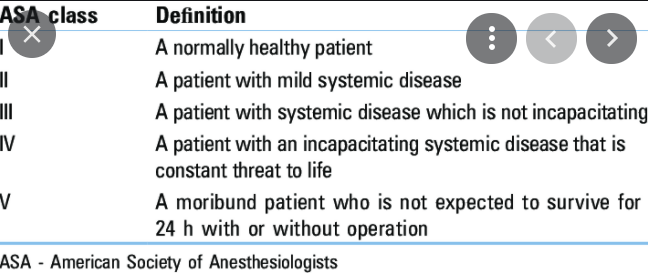 ASA class Definition
I A normally healthy patient
II A patient with mild systemic disease
III A patient with systemic disease which is not incapacitating
IV A patient with an incapacitating systemic disease that is
constant threat to life
V A moribund patient who is not expected to survive for
24 h with or without operation
ASA - American Society of Anesthesiologists